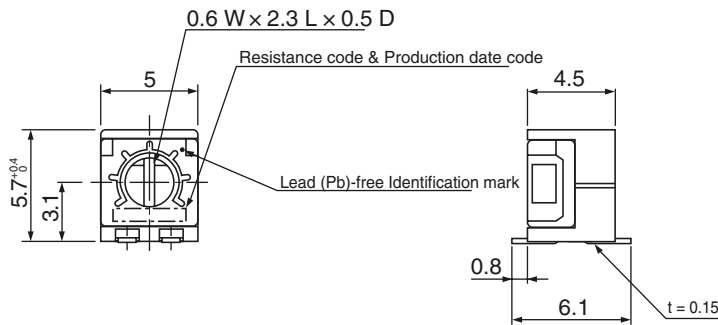 0.6 W × 2.3 L × 0.5 D
Resistance code & Production date code
5
4.5
5.7 +0.4 0
3.1
Lead (Pb)-free Identification mark
0.8
6.1
t = 0.15